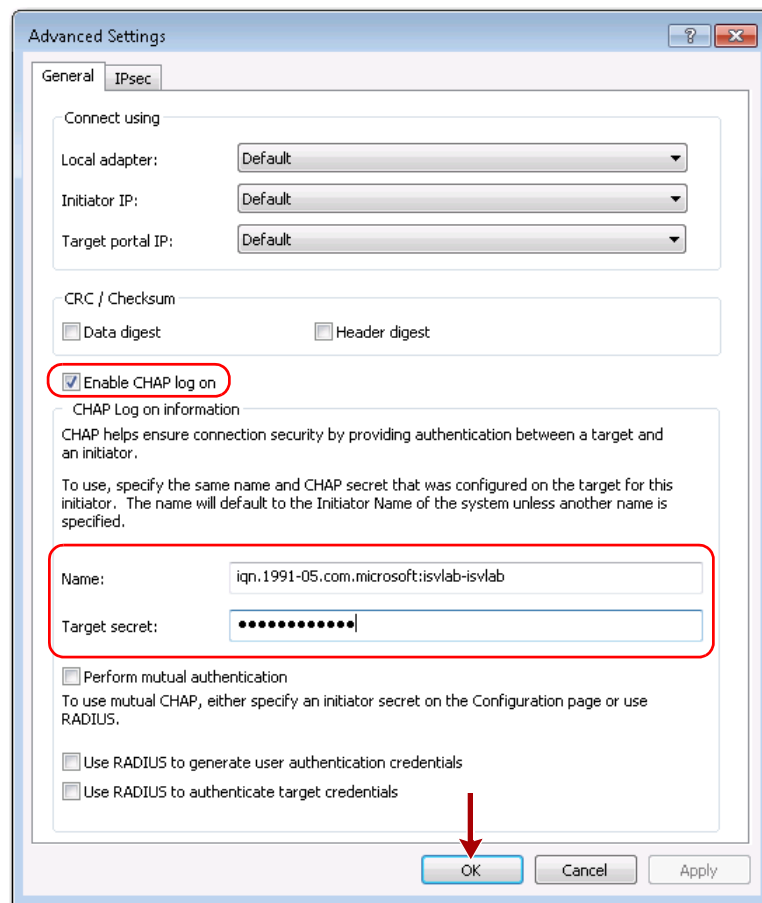 Advanced Settings
General IPsec
Connect using
Local adapter: Default
Initiator IP: Default
Target portal IP: Default
CRC / Checksum
Data digest Header digest
Enable CHAP log on
CHAP Log on information
CHAP helps ensure connection security by providing authentication between a target and
an initiator.
To use, specify the same name and CHAP secret that was configured on the target for this
initiator. The name will default to the Initiator Name of the system unless another name is
specified.
Name: iqn.1991-05.com.microsoft:isvlab-isvlab
Target secret: ●●●●●●●●●●●●
Perform mutual authentication
To use mutual CHAP, either specify an initiator secret on the Configuration page or use
RADIUS.
Use RADIUS to generate user authentication credentials
Use RADIUS to authenticate target credentials
OK Cancel Apply